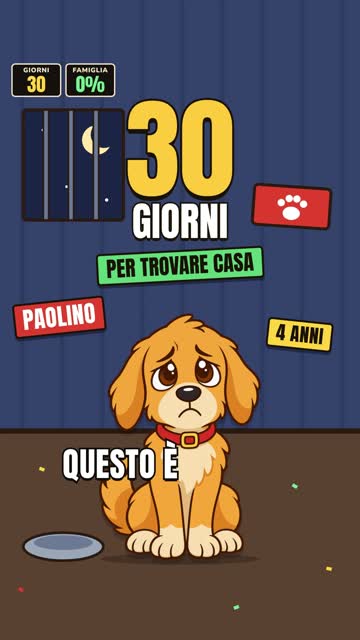 GIORNI
30
FAMIGLIA
0%
30
GIORNI
PER TROVARE CASA
PAOLINO
4 ANNI
QUESTO È